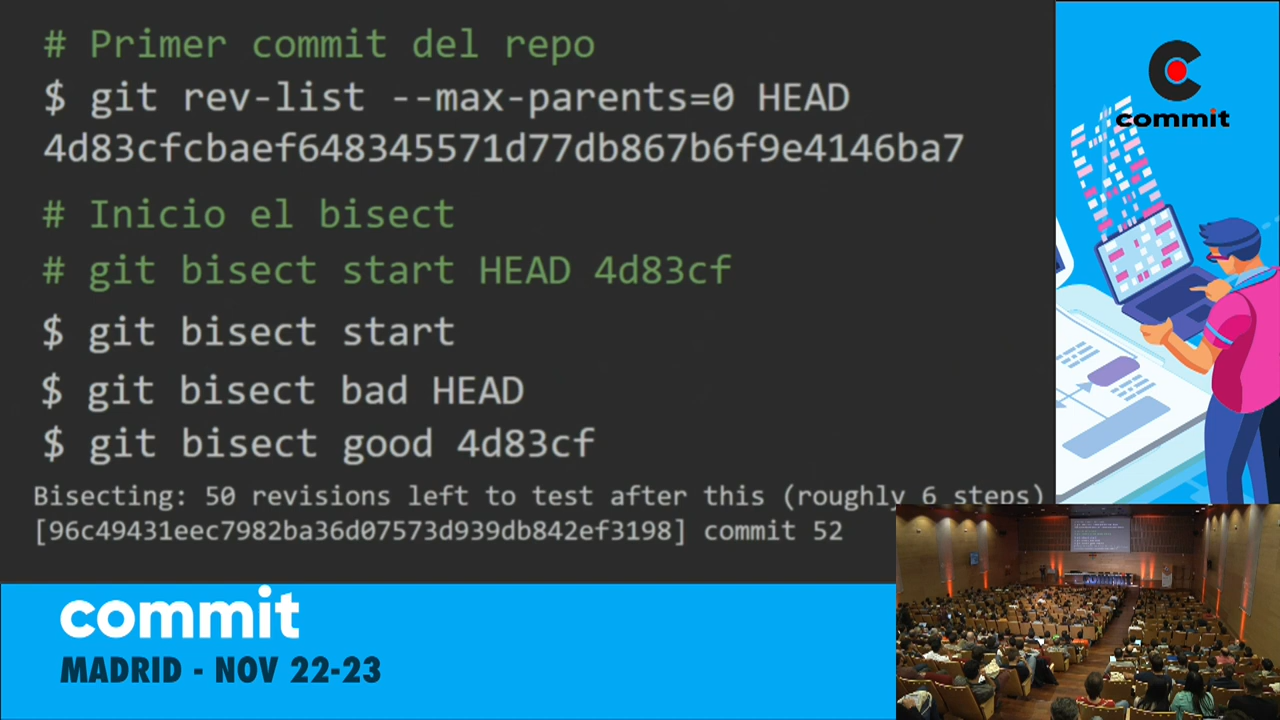 # Primer commit del repo
$ git rev-list --max-parents=0 HEAD
4d83cfcbaef648345571d77db867b6f9e4146ba7
# Inicio el bisect
# git bisect start HEAD 4d83cf
$ git bisect start
$ git bisect bad HEAD
$ git bisect good 4d83cf
Bisecting: 50 revisions left to test after this (roughly 6 steps)
[96c49431eec7982ba36d07573d939db842ef3198] commit 52
commit
commit
MADRID - NOV 22-23